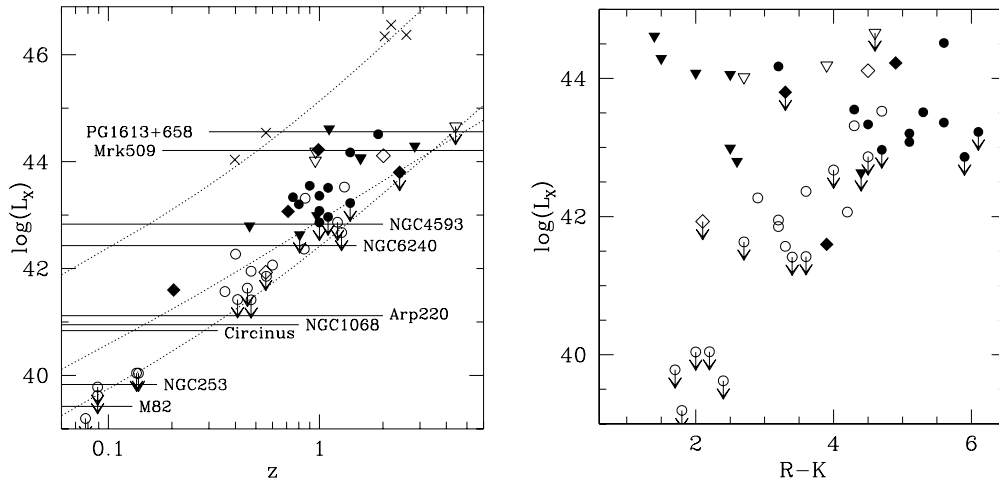 46
44
42
40
log(L_X)
PG1613+658
Mrk509
NGC4593
NGC6240
Arp220
NGC1068
Circinus
NGC253
M82
0.1
1
z
44
42
40
log(L_X)
2
4
6
R−K